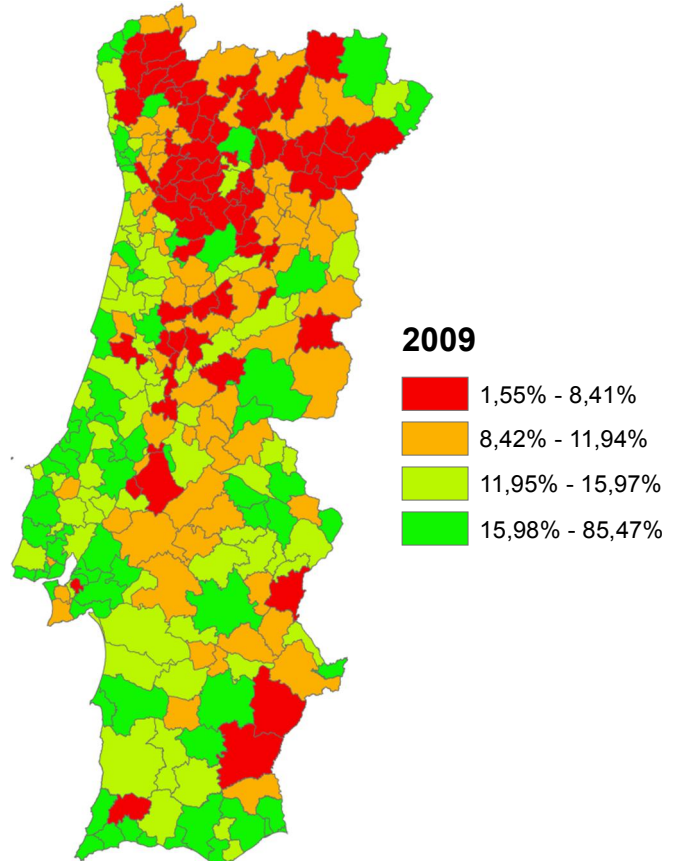 2009
1,55% - 8,41%
8,42% - 11,94%
11,95% - 15,97%
15,98% - 85,47%